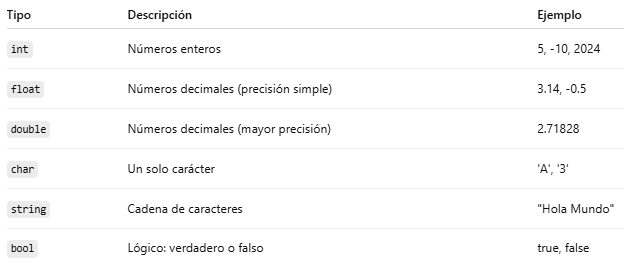 Tipo Descripción Ejemplo
int Números enteros 5, -10, 2024
float Números decimales (precisión simple) 3.14, -0.5
double Números decimales (mayor precisión) 2.71828
char Un solo carácter 'A', '3'
string Cadena de caracteres "Hola Mundo"
bool Lógico: verdadero o falso true, false